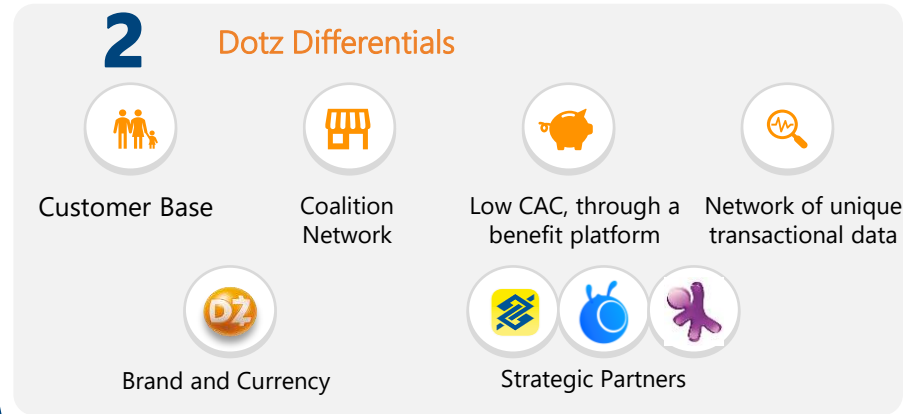 2
Dotz Differentials
Customer Base
Coalition
Network
Low CAC, through a
benefit platform
Network of unique
transactional data
DZ
Brand and Currency
Strategic Partners